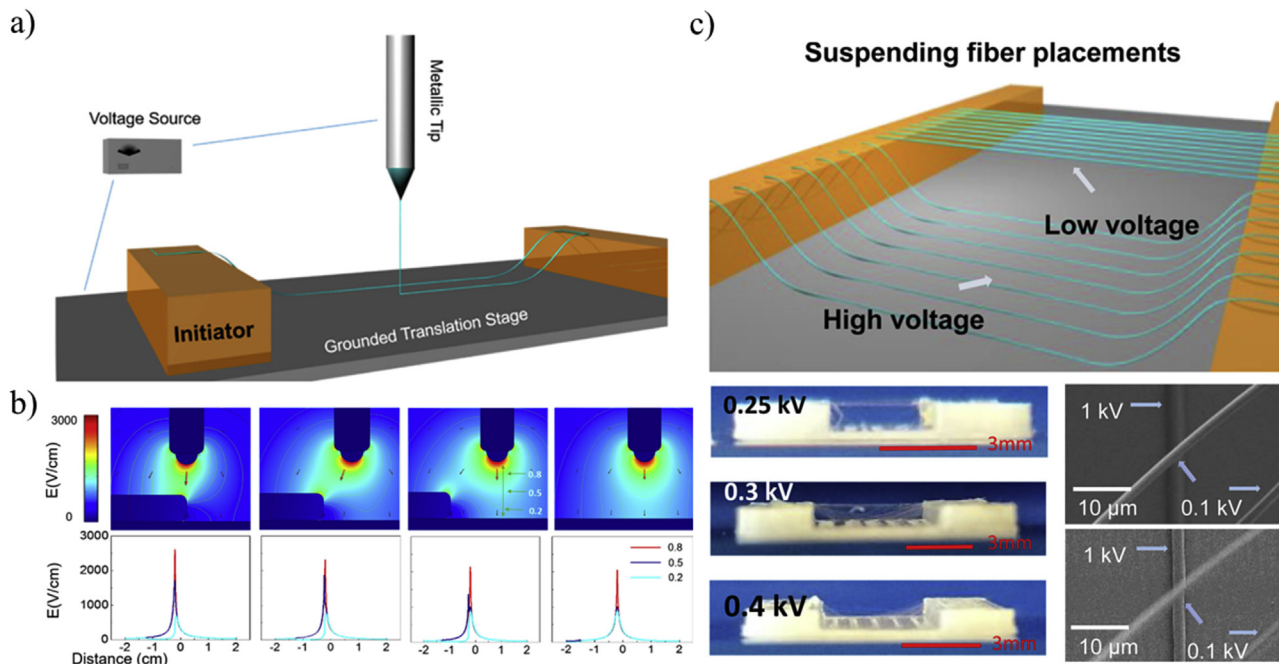 a)
Voltage Source
Metallic Tip
Initiator
Grounded Translation Stage
b)
3000
E(V/cm)
0
0.8
0.5
0.2
3000
2000
1000
0
E(V/cm)
0.8
0.5
0.2
-2 -1 0 1 2
-2 -1 0 1 2
-2 -1 0 1 2
-2 -1 0 1 2
Distance (cm)
c)
Suspending fiber placements
Low voltage
High voltage
0.25 kV
3mm
0.3 kV
3mm
0.4 kV
3mm
1 kV
10 μm
0.1 kV
1 kV
10 μm
0.1 kV